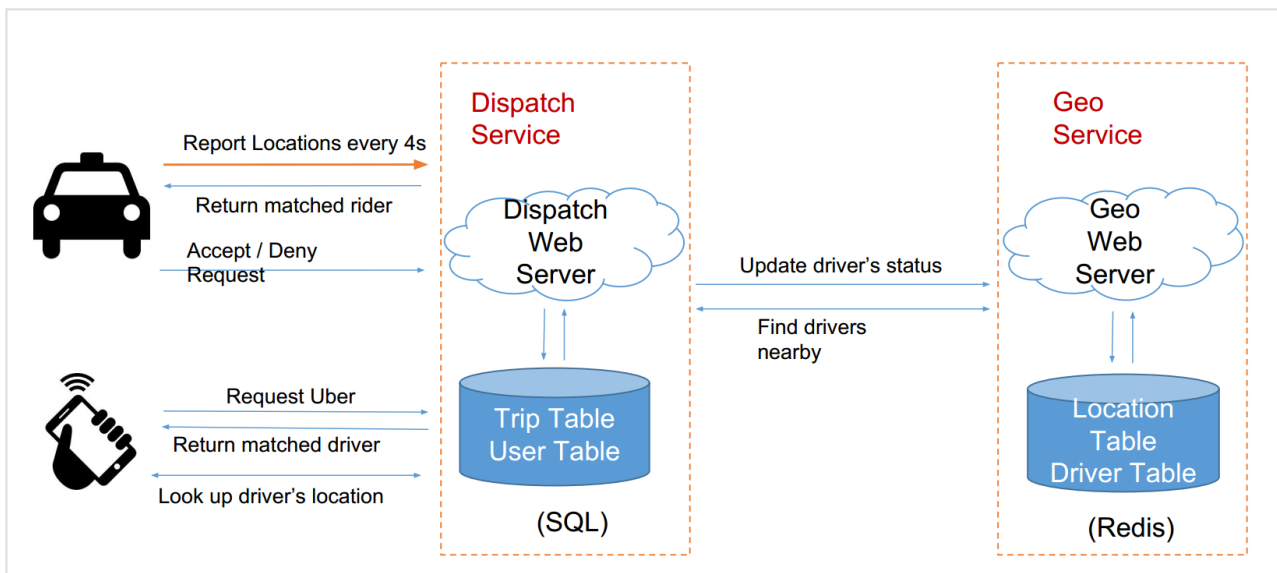 Dispatch
Service
Geo
Service
Report Locations every 4s
Return matched rider
Accept / Deny
Request
Dispatch
Web
Server
Geo
Web
Server
Update driver's status
Find drivers
nearby
Request Uber
Return matched driver
Look up driver's location
Trip Table
User Table
(SQL)
Location
Table
Driver Table
(Redis)